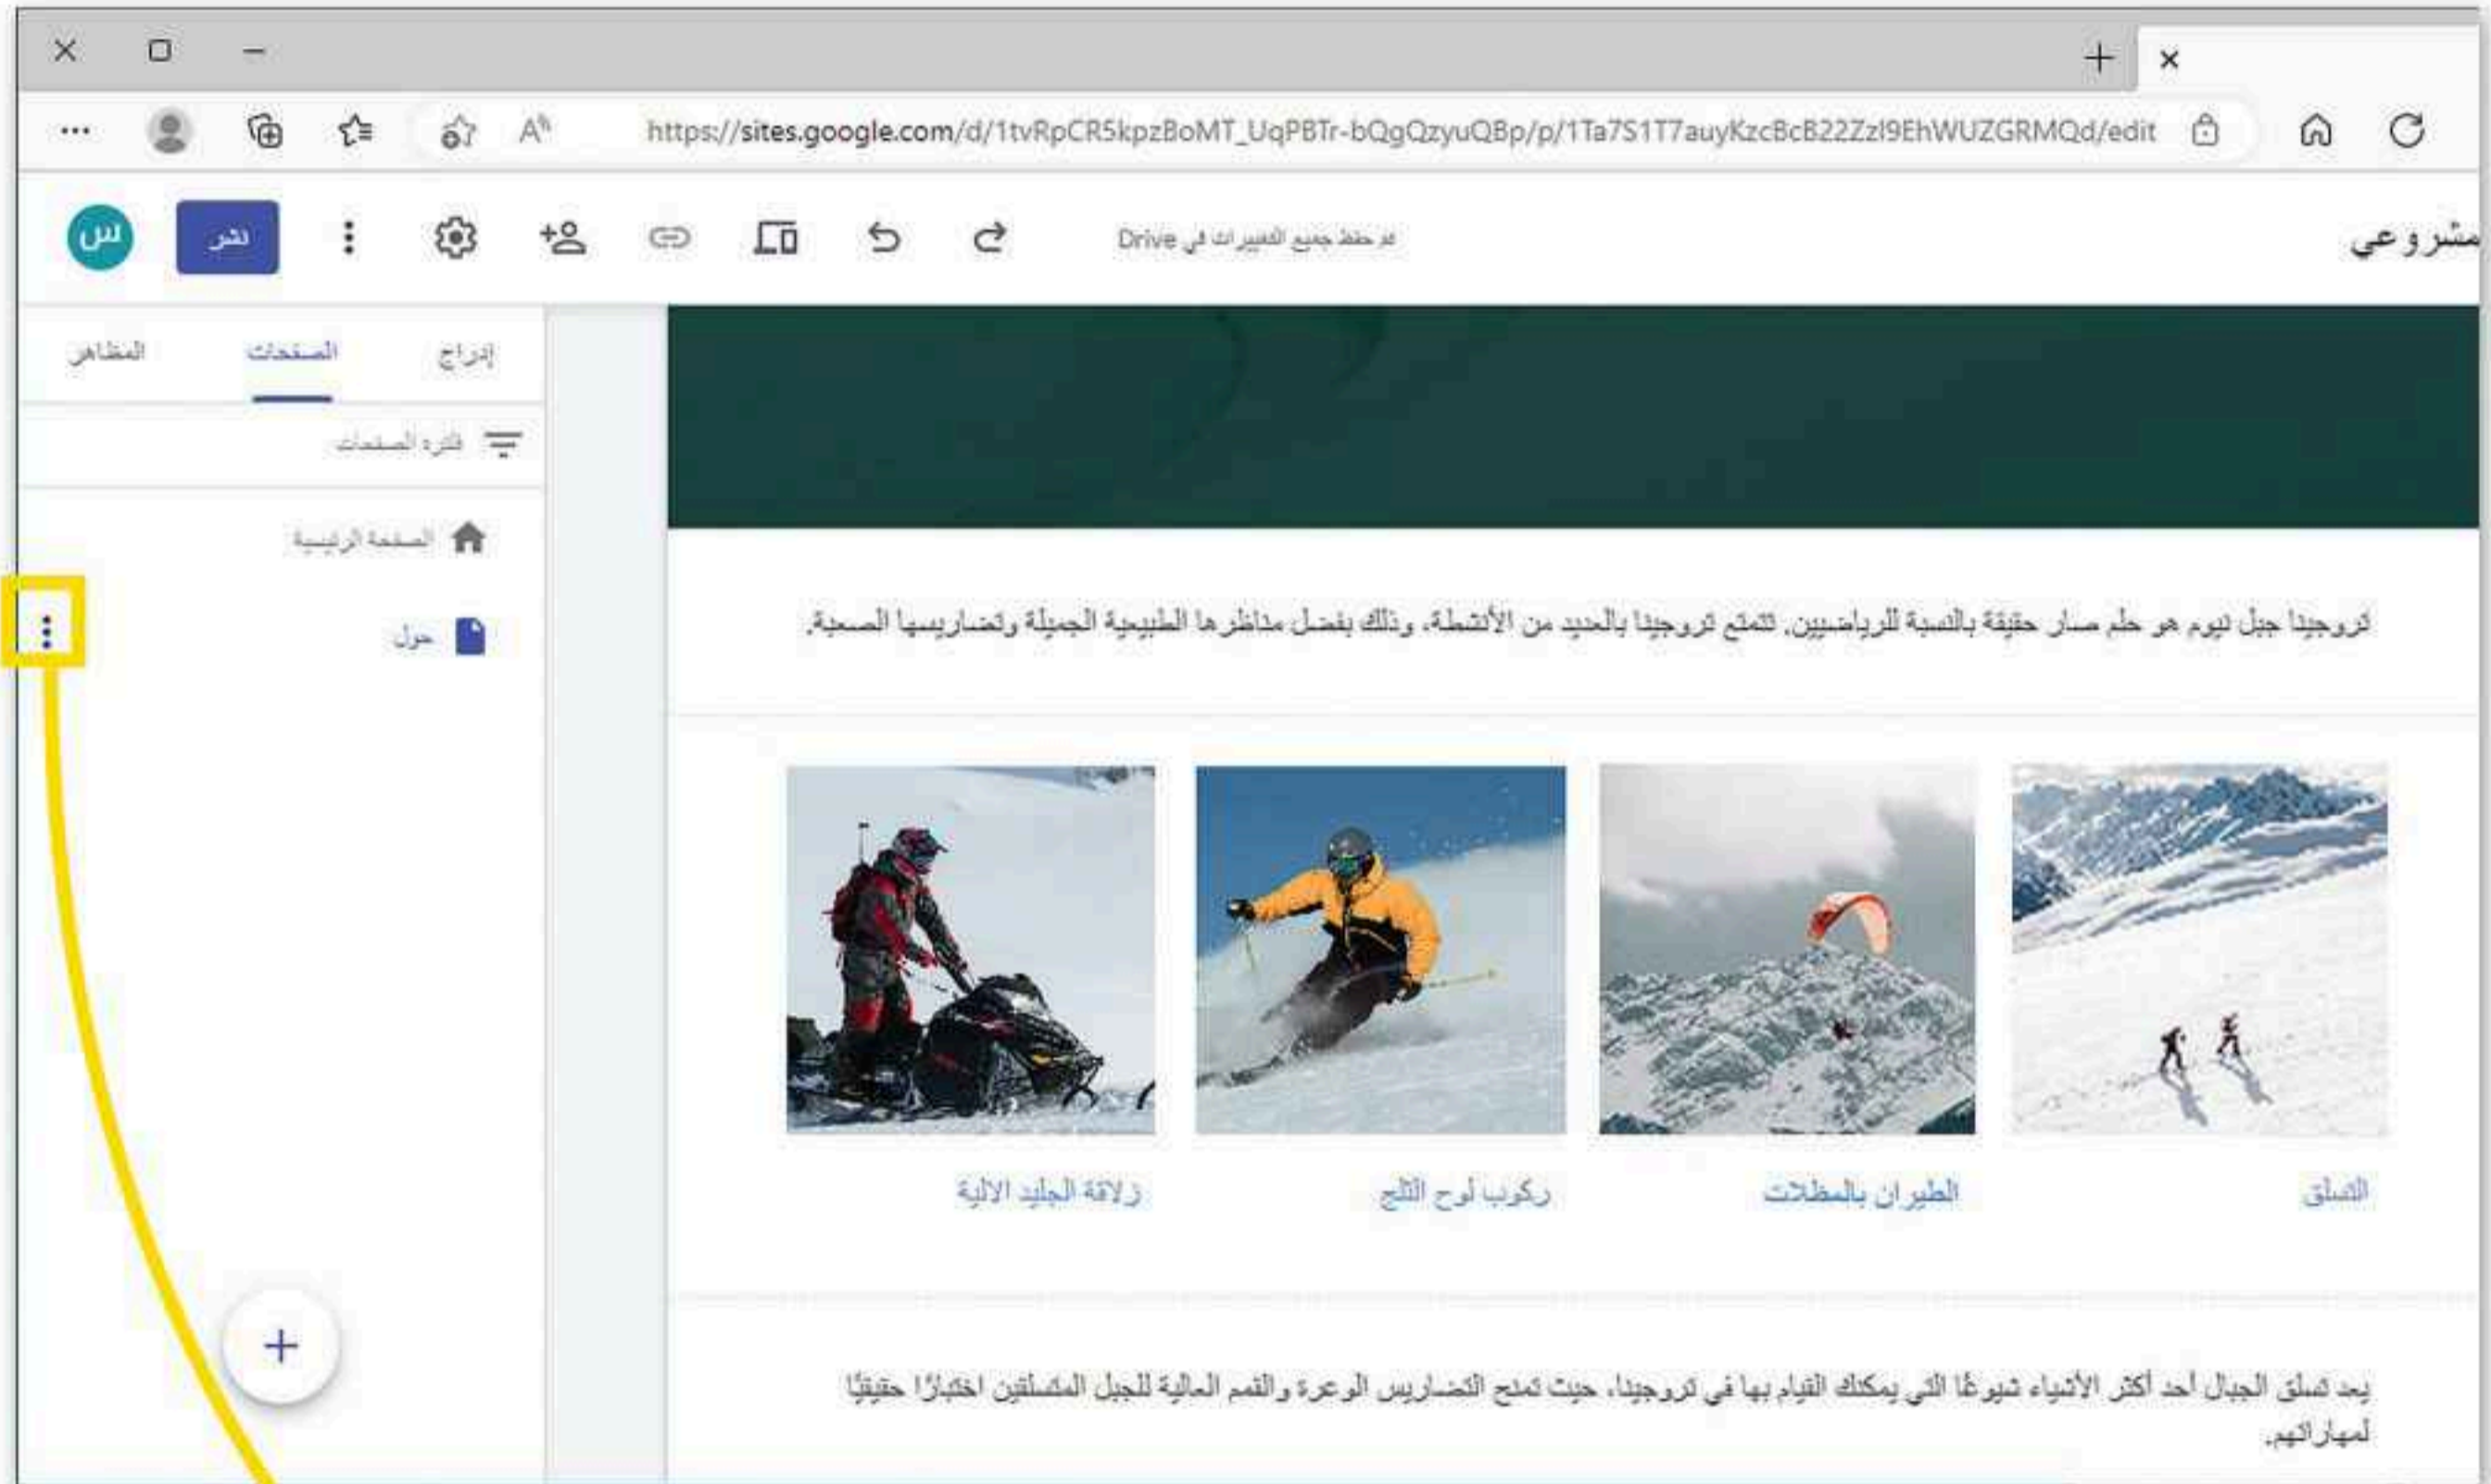 https://sites.google.com/d/1tvRpCR5kpzBoMT_UqPBTr-bQgQzyuQBp/p/1Ta7S1T7auyKzcBcB22ZzI9EhWUZGRMQd/edit
مشروعي
تم حفظ جميع التغييرات في Drive
نشر
س
إدراج
الصفحات
المظاهر
فلترة الصفحات
الصفحة الرئيسية
حول
تروجينا جبل نيوم هو حلم صار حقيقة بالنسبة للرياضيين. تتمتع تروجينا بالعديد من الأنشطة، وذلك بفضل مناظرها الطبيعية الجميلة وتضاريسها الصعبة.
التسلق
الطيران بالمظلات
ركوب لوح الثلج
زلاقة الجليد الالية
يعد تسلق الجبال أحد أكثر الأشياء شيوعًا التي يمكنك القيام بها في تروجينا، حيث تمنح التضاريس الوعرة والقمم العالية للجبل المتسلقين اختبارًا حقيقيًا
لمهاراتهم.